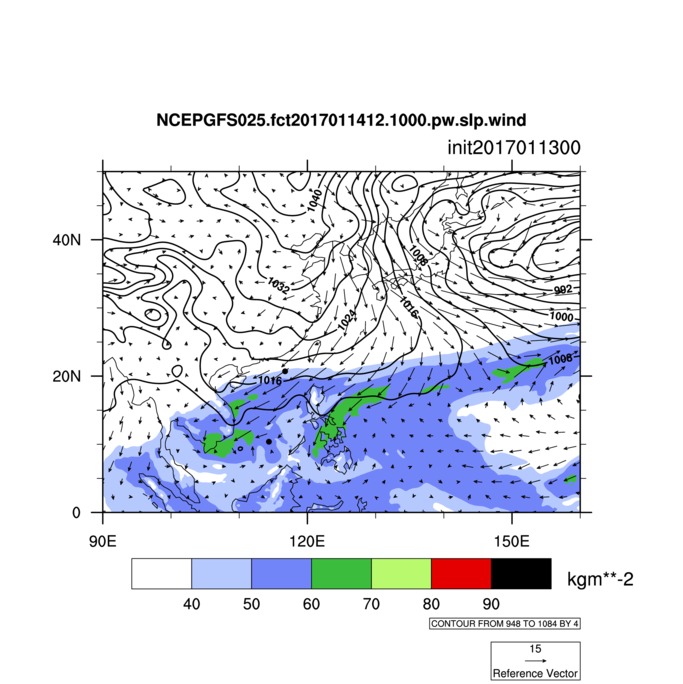 NCEPGFS025.fct2017011412.1000.pw.slp.wind
init2017011300
1040
40N
1008
1032
992
1016
1024
1000
1008
20N
1016
0
90E 120E 150E
kgm**-2
40 50 60 70 80 90
CONTOUR FROM 948 TO 1084 BY 4
15
Reference Vector